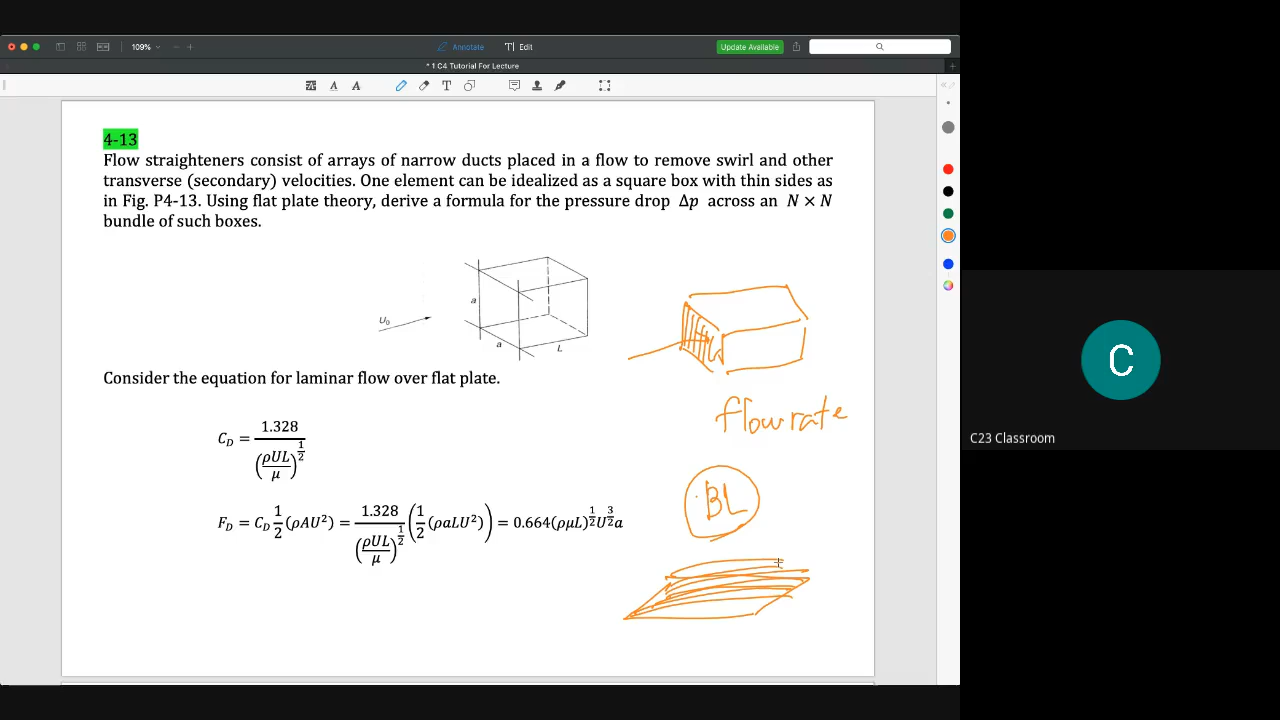 109%
Annotate
T Edit
Update Available
* 1 C4 Tutorial For Lecture
A A T
4-13
Flow straighteners consist of arrays of narrow ducts placed in a flow to remove swirl and other
transverse (secondary) velocities. One element can be idealized as a square box with thin sides as
in Fig. P4-13. Using flat plate theory, derive a formula for the pressure drop Δp across an N × N
bundle of such boxes.
U₀
a
a
L
flow rate
Consider the equation for laminar flow over flat plate.
C_D = 1.328 / (ρUL/μ)^(1/2)
BL
F_D = C_D 1/2 (ρAU²) = 1.328 / (ρUL/μ)^(1/2) (1/2 (ρaLU²)) = 0.664(ρμL)^(1/2) U^(3/2) a
C
C23 Classroom